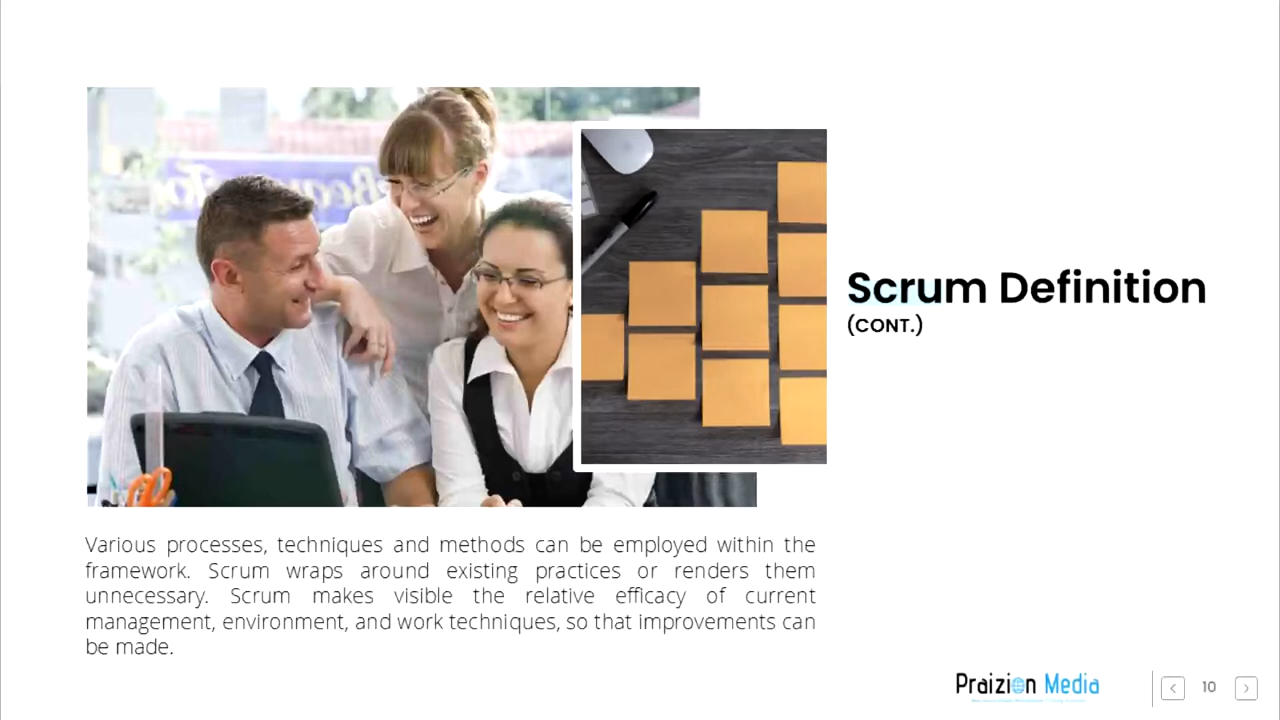 Scrum Definition
(CONT.)
Various processes, techniques and methods can be employed within the
framework. Scrum wraps around existing practices or renders them
unnecessary. Scrum makes visible the relative efficacy of current
management, environment, and work techniques, so that improvements can
be made.
Praizion Media
10